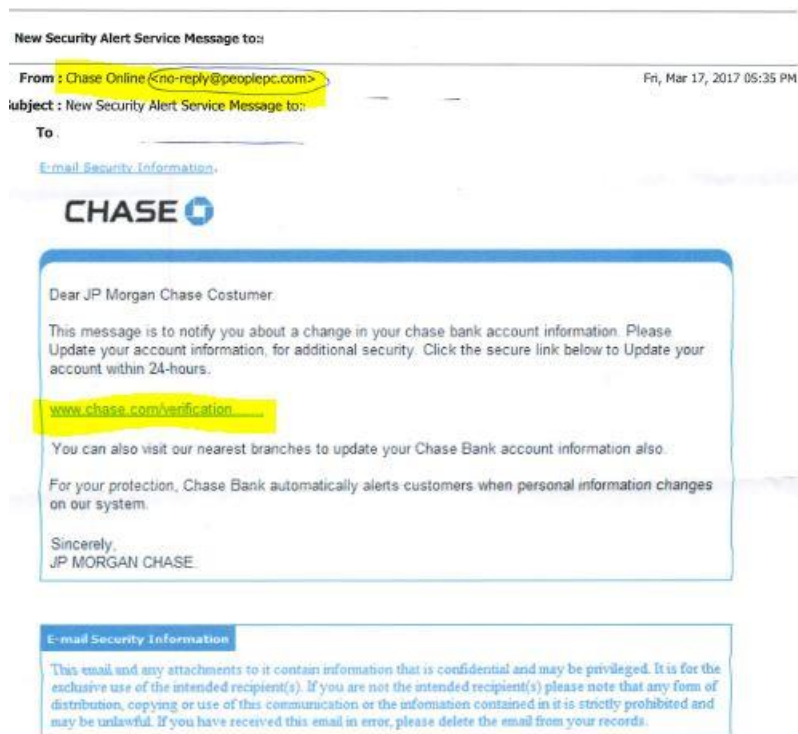 New Security Alert Service Message to::
From : Chase Online <no-reply@peoplepc.com>
Fri, Mar 17, 2017 05:35 PM
ubject : New Security Alert Service Message to::
To
E-mail Security Information.
CHASE
Dear JP Morgan Chase Costumer.
This message is to notify you about a change in your chase bank account information. Please
Update your account information, for additional security. Click the secure link below to Update your
account within 24-hours.
www.chase.com/verification.......
You can also visit our nearest branches to update your Chase Bank account information also.
For your protection, Chase Bank automatically alerts customers when personal information changes
on our system.
Sincerely,
JP MORGAN CHASE.
E-mail Security Information
This email and any attachments to it contain information that is confidential and may be privileged. It is for the
exclusive use of the intended recipient(s). If you are not the intended recipient(s) please note that any form of
distribution, copying or use of this communication or the information contained in it is strictly prohibited and
may be unlawful. If you have received this email in error, please delete the email from your records.